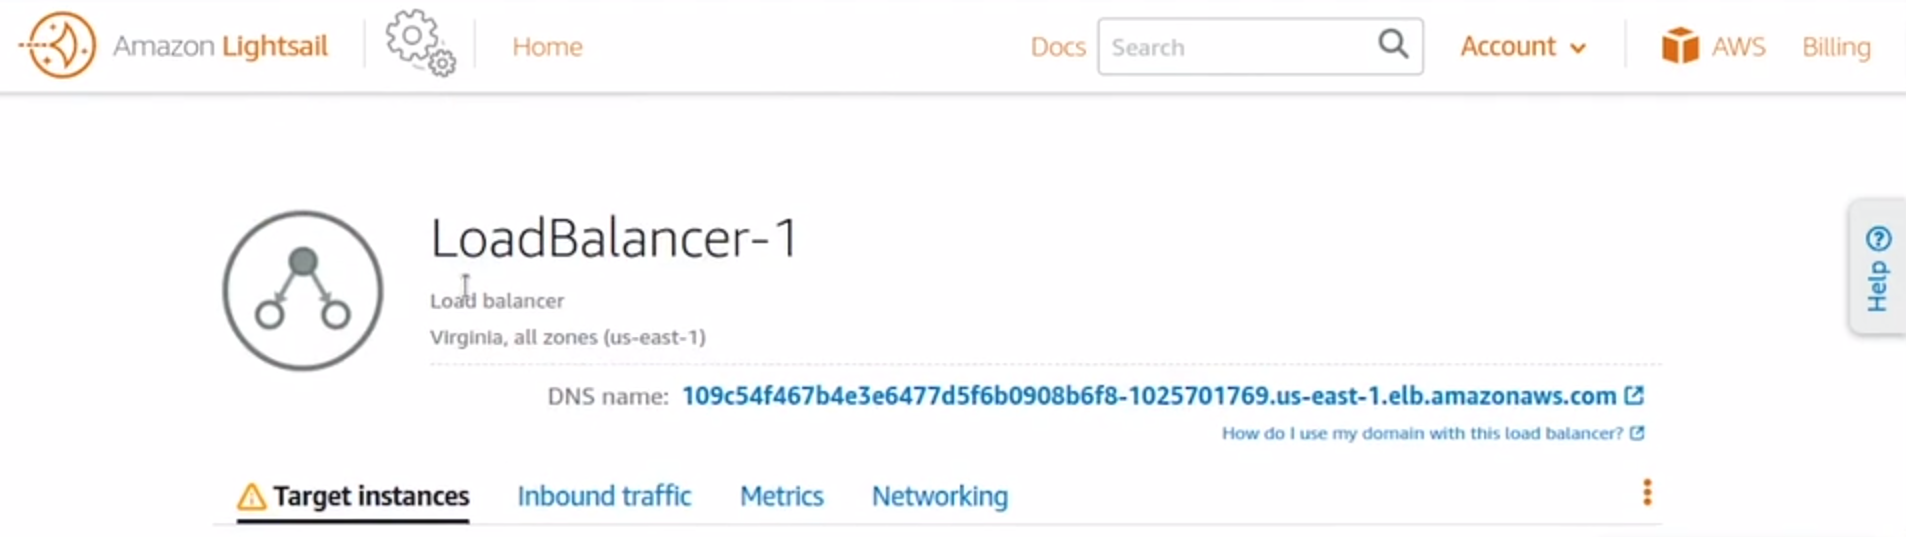 Amazon Lightsail Home Docs Search Account AWS Billing
LoadBalancer-1
Load balancer
Virginia, all zones (us-east-1)
DNS name: 109c54f467b4e3e6477d5f6b0908b6f8-1025701769.us-east-1.elb.amazonaws.com
How do I use my domain with this load balancer?
Target instances Inbound traffic Metrics Networking
Help